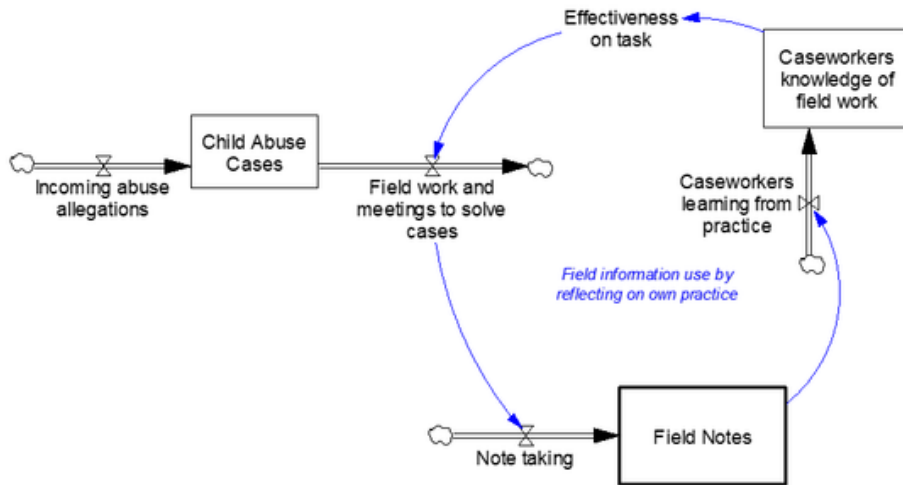 Effectiveness
on task
Caseworkers
knowledge of
field work
Child Abuse
Cases
Incoming abuse
allegations
Field work and
meetings to solve
cases
Caseworkers
learning from
practice
Field information use by
reflecting on own practice
Note taking
Field Notes